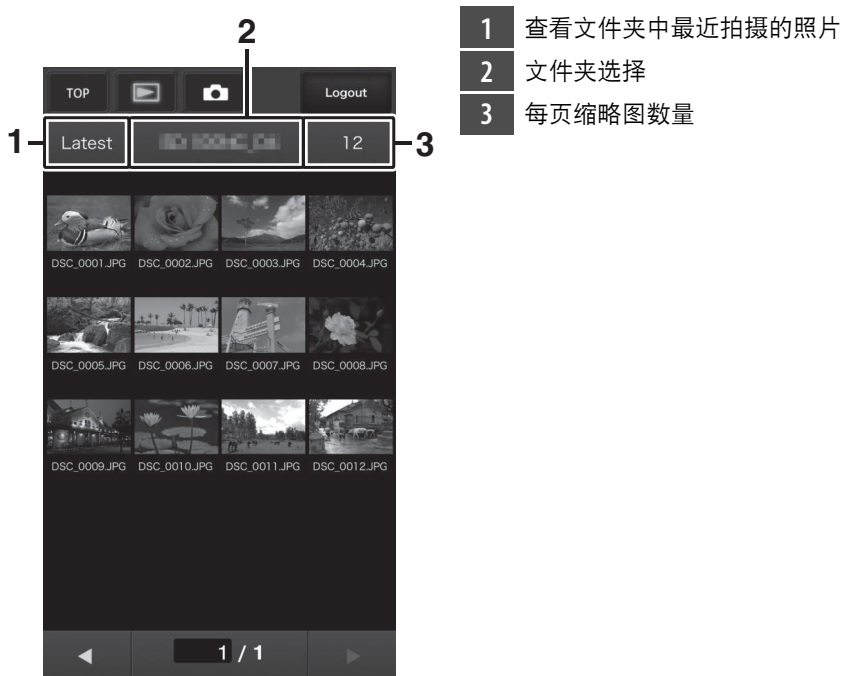 2
TOP
Logout
1
Latest
12
3
DSC_0001.JPG DSC_0002.JPG DSC_0003.JPG DSC_0004.JPG
DSC_0005.JPG DSC_0006.JPG DSC_0007.JPG DSC_0008.JPG
DSC_0009.JPG DSC_0010.JPG DSC_0011.JPG DSC_0012.JPG
1 / 1
1 查看文件夹中最近拍摄的照片
2 文件夹选择
3 每页缩略图数量